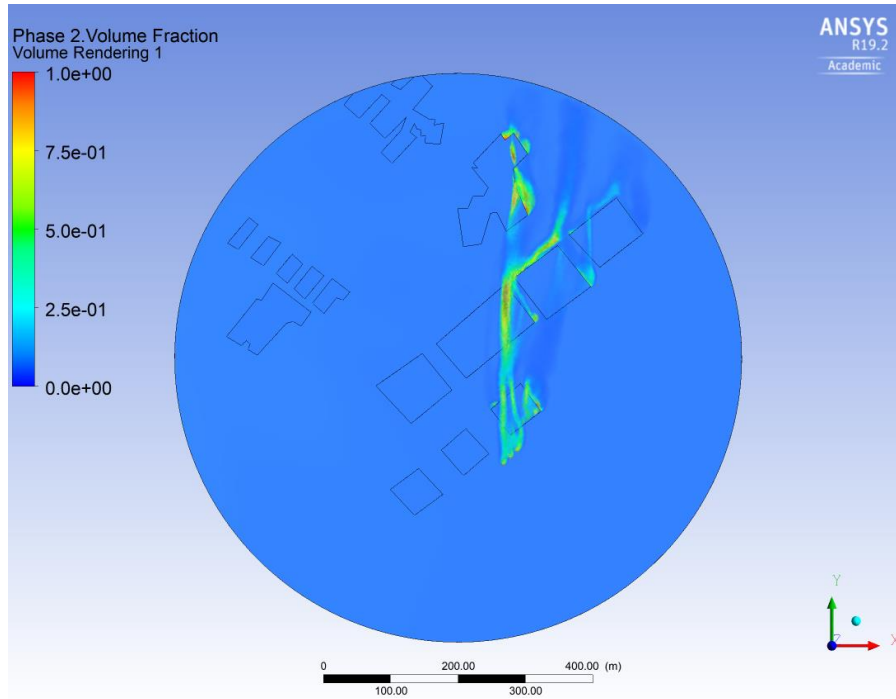 Phase 2.Volume Fraction
Volume Rendering 1
1.0e+00
7.5e-01
5.0e-01
2.5e-01
0.0e+00
ANSYS
R19.2
Academic
Y
Z
X
0 200.00 400.00 (m)
100.00 300.00